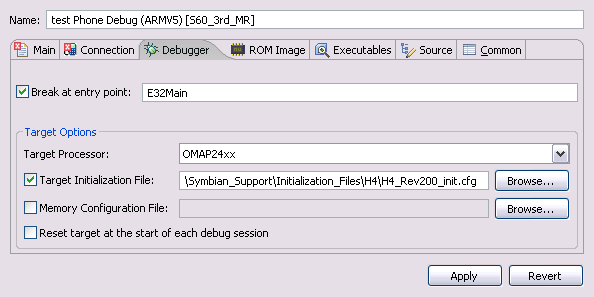 Name: test Phone Debug (ARMV5) [S60_3rd_MR]
Main Connection Debugger ROM Image Executables Source Common
Break at entry point: E32Main
Target Options
Target Processor: OMAP24xx
Target Initialization File: \Symbian_Support\Initialization_Files\H4\H4_Rev200_init.cfg Browse...
Memory Configuration File: Browse...
Reset target at the start of each debug session
Apply Revert